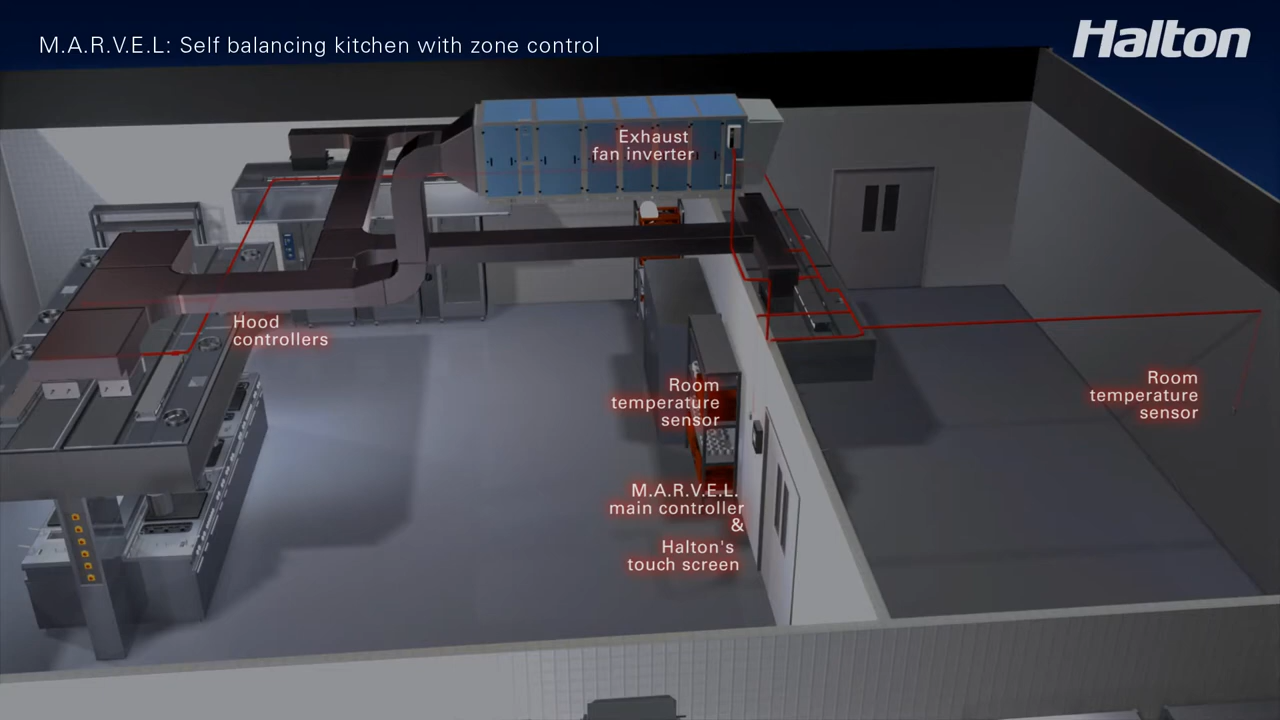 M.A.R.V.E.L: Self balancing kitchen with zone control
Halton
Exhaust
fan inverter
Hood
controllers
Room
temperature
sensor
Room
temperature
sensor
M.A.R.V.E.L.
main controller
&
Halton's
touch screen